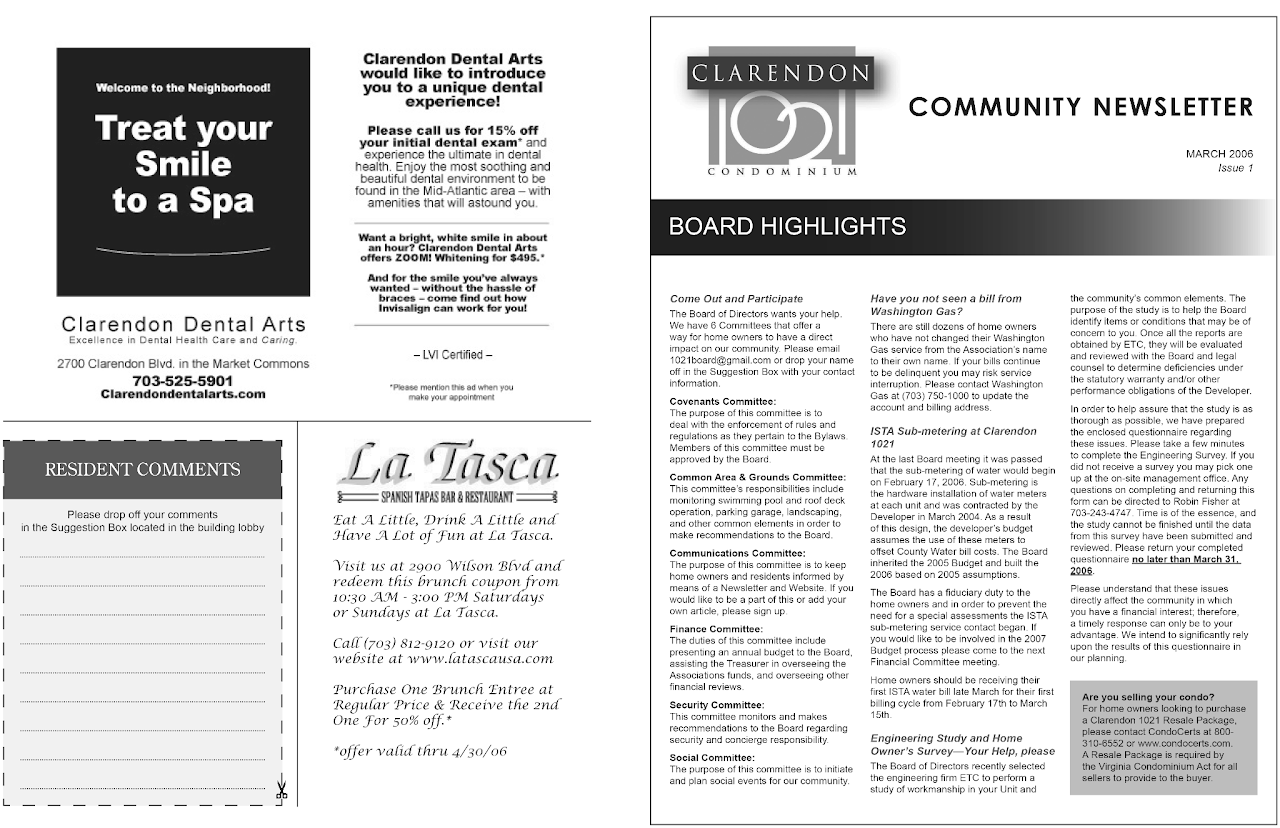 Welcome to the Neighborhood!
Treat your
Smile
to a Spa
Clarendon Dental Arts
Excellence in Dental Health Care and Caring.
2700 Clarendon Blvd. in the Market Commons
703-525-5901
Clarendondentalarts.com
Clarendon Dental Arts
would like to introduce
you to a unique dental
experience!
Please call us for 15% off
your initial dental exam* and
experience the ultimate in dental
health. Enjoy the most soothing and
beautiful dental environment to be
found in the Mid-Atlantic area – with
amenities that will astound you.
Want a bright, white smile in about
an hour? Clarendon Dental Arts
offers ZOOM! Whitening for $495.*
And for the smile you've always
wanted – without the hassle of
braces – come find out how
Invisalign can work for you!
– LVI Certified –
*Please mention this ad when you
make your appointment
RESIDENT COMMENTS
Please drop off your comments
in the Suggestion Box located in the building lobby
La Tasca
SPANISH TAPAS BAR & RESTAURANT
Eat A Little, Drink A Little and
Have A Lot of Fun at La Tasca.
Visit us at 2900 Wilson Blvd and
redeem this brunch coupon from
10:30 AM - 3:00 PM Saturdays
or Sundays at La Tasca.
Call (703) 812-9120 or visit our
website at www.latascausa.com
Purchase One Brunch Entree at
Regular Price & Receive the 2nd
One For 50% off.*
*offer valid thru 4/30/06
CLARENDON
1021
CONDOMINIUM
COMMUNITY NEWSLETTER
MARCH 2006
Issue 1
BOARD HIGHLIGHTS
Come Out and Participate
The Board of Directors wants your help.
We have 6 Committees that offer a
way for home owners to have a direct
impact on our community. Please email
1021board@gmail.com or drop your name
off in the Suggestion Box with your contact
information.
Covenants Committee:
The purpose of this committee is to
deal with the enforcement of rules and
regulations as they pertain to the Bylaws.
Members of this committee must be
approved by the Board.
Common Area & Grounds Committee:
This committee's responsibilities include
monitoring swimming pool and roof deck
operation, parking garage, landscaping,
and other common elements in order to
make recommendations to the Board.
Communications Committee:
The purpose of this committee is to keep
home owners and residents informed by
means of a Newsletter and Website. If you
would like to be a part of this or add your
own article, please sign up.
Finance Committee:
The duties of this committee include
presenting an annual budget to the Board,
assisting the Treasurer in overseeing the
Associations funds, and overseeing other
financial reviews.
Security Committee:
This committee monitors and makes
recommendations to the Board regarding
security and concierge responsibility.
Social Committee:
The purpose of this committee is to initiate
and plan social events for our community.
Have you not seen a bill from
Washington Gas?
There are still dozens of home owners
who have not changed their Washington
Gas service from the Association's name
to their own name. If your bills continue
to be delinquent you may risk service
interruption. Please contact Washington
Gas at (703) 750-1000 to update the
account and billing address.
ISTA Sub-metering at Clarendon
1021
At the last Board meeting it was passed
that the sub-metering of water would begin
on February 17, 2006. Sub-metering is
the hardware installation of water meters
at each unit and was contracted by the
Developer in March 2004. As a result
of this design, the developer's budget
assumes the use of these meters to
offset County Water bill costs. The Board
inherited the 2005 Budget and built the
2006 based on 2005 assumptions.
The Board has a fiduciary duty to the
home owners and in order to prevent the
need for a special assessments the ISTA
sub-metering service contact began. If
you would like to be involved in the 2007
Budget process please come to the next
Financial Committee meeting.
Home owners should be receiving their
first ISTA water bill late March for their first
billing cycle from February 17th to March
15th.
Engineering Study and Home
Owner's Survey—Your Help, please
The Board of Directors recently selected
the engineering firm ETC to perform a
study of workmanship in your Unit and
the community's common elements. The
purpose of the study is to help the Board
identify items or conditions that may be of
concern to you. Once all the reports are
obtained by ETC, they will be evaluated
and reviewed with the Board and legal
counsel to determine deficiencies under
the statutory warranty and/or other
performance obligations of the Developer.
In order to help assure that the study is as
thorough as possible, we have prepared
the enclosed questionnaire regarding
these issues. Please take a few minutes
to complete the Engineering Survey. If you
did not receive a survey you may pick one
up at the on-site management office. Any
questions on completing and returning this
form can be directed to Robin Fisher at
703-243-4747. Time is of the essence, and
the study cannot be finished until the data
from this survey have been submitted and
reviewed. Please return your completed
questionnaire no later than March 31,
2006.
Please understand that these issues
directly affect the community in which
you have a financial interest; therefore,
a timely response can only be to your
advantage. We intend to significantly rely
upon the results of this questionnaire in
our planning.
Are you selling your condo?
For home owners looking to purchase
a Clarendon 1021 Resale Package,
please contact CondoCerts at 800-
310-6552 or www.condocerts.com.
A Resale Package is required by
the Virginia Condominium Act for all
sellers to provide to the buyer.